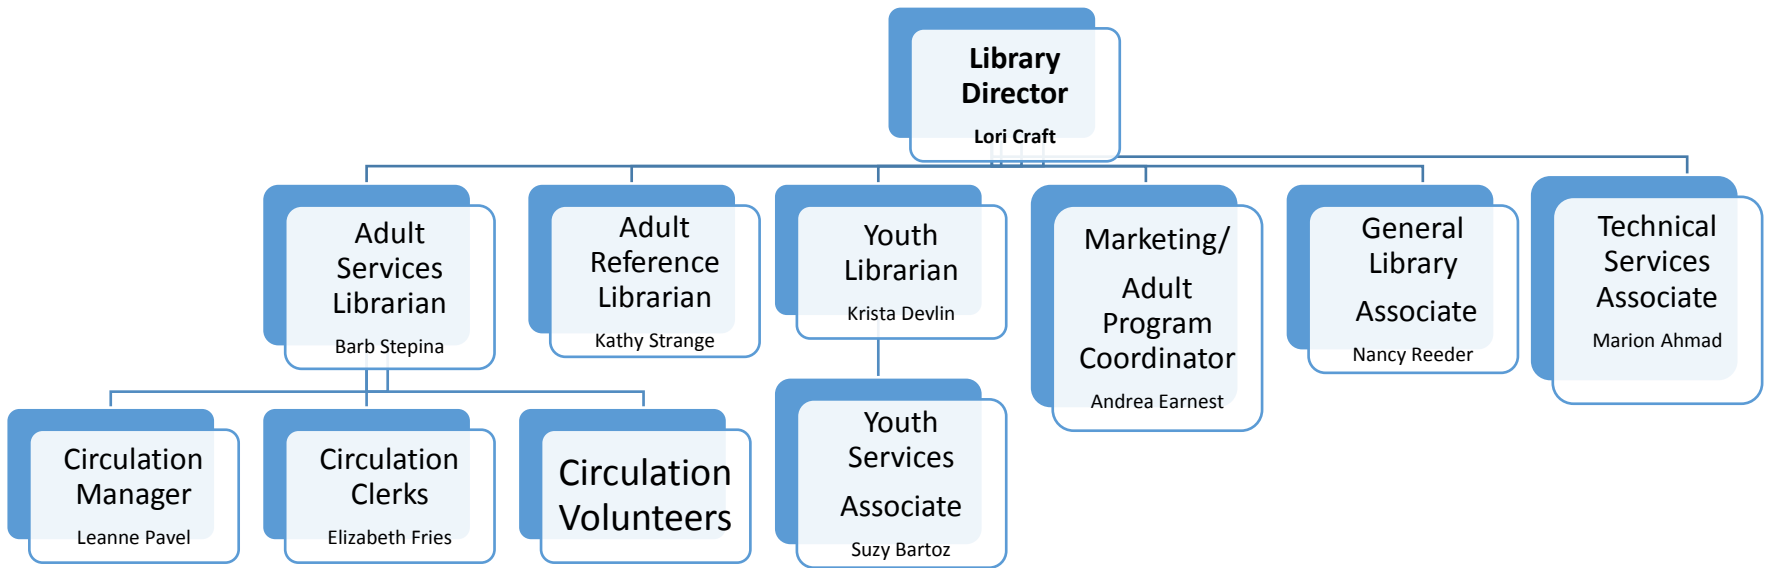 Library
Director
Lori Craft
Adult
Services
Librarian
Barb Stepina
Adult
Reference
Librarian
Kathy Strange
Youth
Librarian
Krista Devlin
Marketing/
Adult
Program
Coordinator
Andrea Earnest
General
Library
Associate
Nancy Reeder
Technical
Services
Associate
Marion Ahmad
Circulation
Manager
Leanne Pavel
Circulation
Clerks
Elizabeth Fries
Circulation
Volunteers
Youth
Services
Associate
Suzy Bartoz